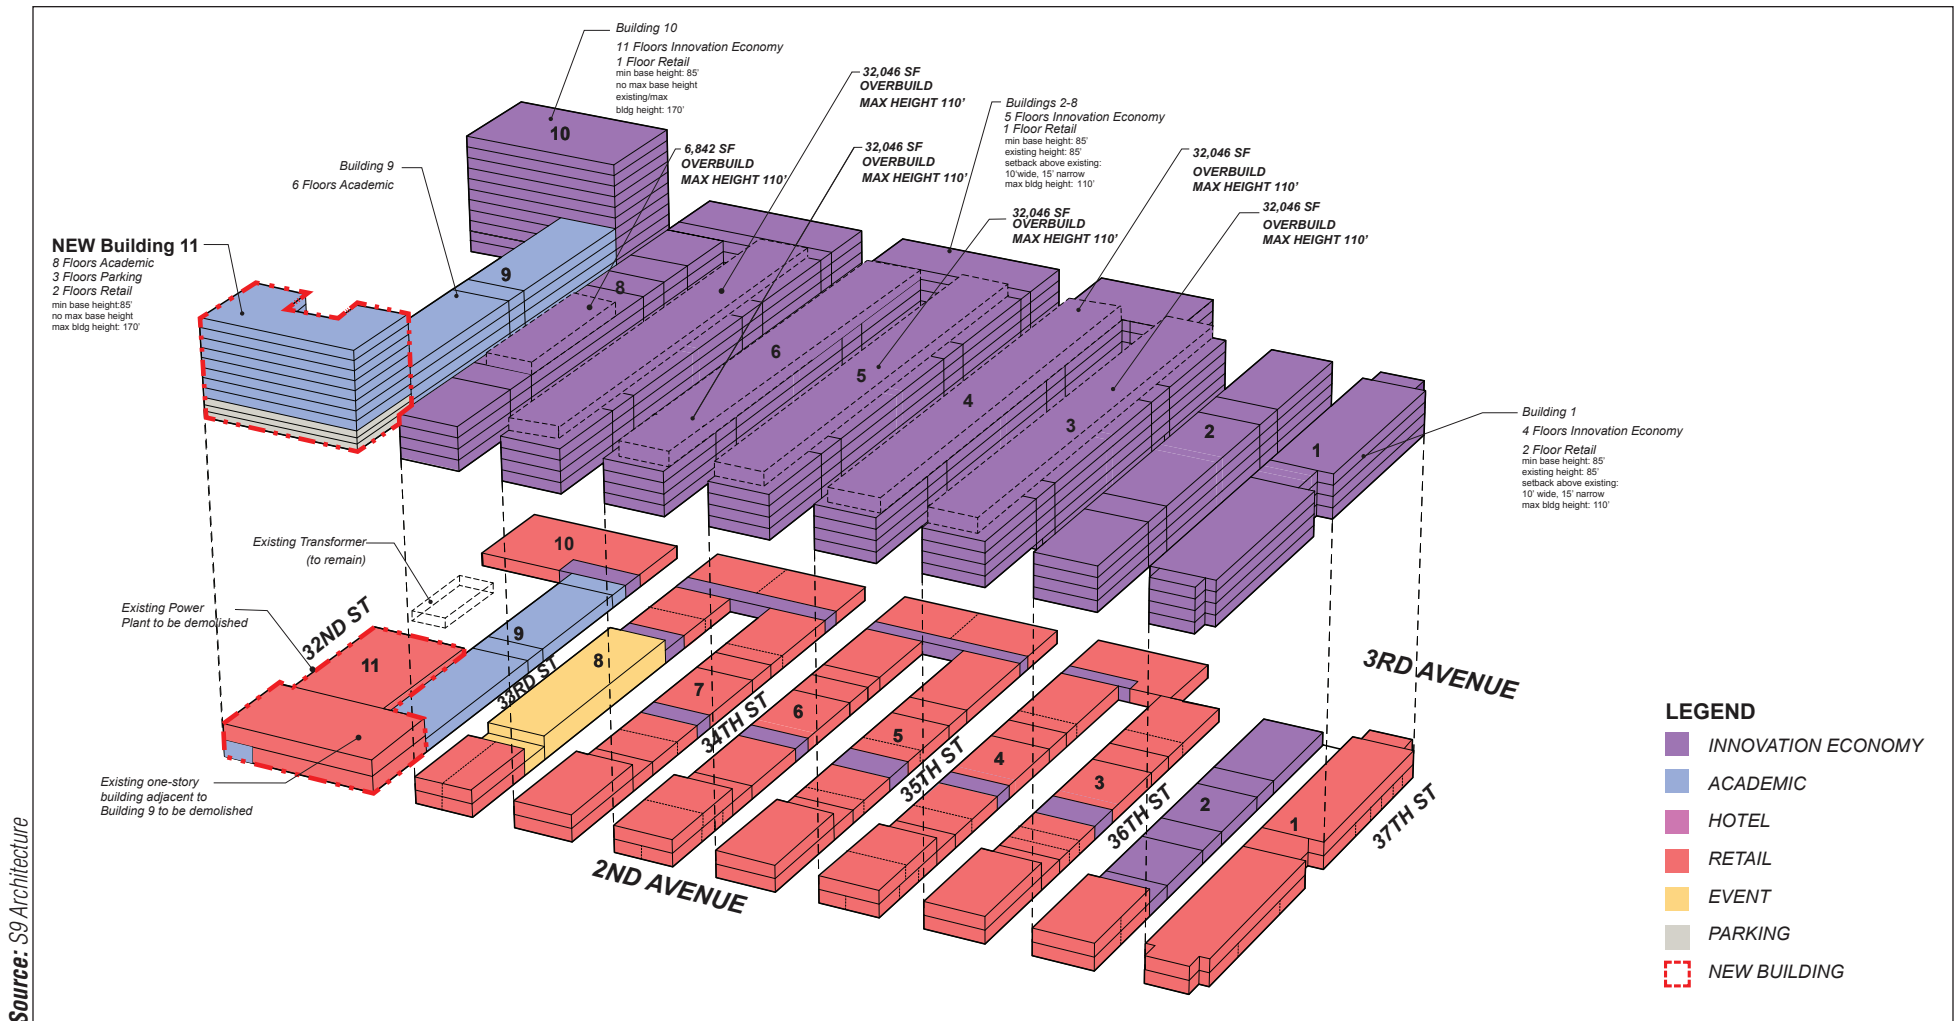 Building 10
11 Floors Innovation Economy
1 Floor Retail
min base height: 85'
no max base height
existing/max
bldg height: 170'
32,046 SF
OVERBUILD
MAX HEIGHT 110'
Buildings 2-8
5 Floors Innovation Economy
1 Floor Retail
min base height: 85'
existing height: 85'
setback above existing:
10'wide, 15' narrow
max bldg height: 110'
6,842 SF
OVERBUILD
MAX HEIGHT 110'
32,046 SF
OVERBUILD
MAX HEIGHT 110'
32,046 SF
OVERBUILD
MAX HEIGHT 110'
Building 9
6 Floors Academic
32,046 SF
OVERBUILD
MAX HEIGHT 110'
32,046 SF
OVERBUILD
MAX HEIGHT 110'
NEW Building 11
8 Floors Academic
3 Floors Parking
2 Floors Retail
min base height:85'
no max base height
max bldg height: 170'
10
9
8
6
5
4
3
2
1
Building 1
4 Floors Innovation Economy
2 Floor Retail
min base height: 85'
existing height: 85'
setback above existing:
10' wide, 15' narrow
max bldg height: 110'
Existing Transformer
(to remain)
Existing Power
Plant to be demolished
Existing one-story
building adjacent to
Building 9 to be demolished
10
9
11
8
7
6
5
4
3
2
1
32ND ST
33RD ST
34TH ST
35TH ST
36TH ST
37TH ST
2ND AVENUE
3RD AVENUE
LEGEND
INNOVATION ECONOMY
ACADEMIC
HOTEL
RETAIL
EVENT
PARKING
NEW BUILDING
Source: S9 Architecture